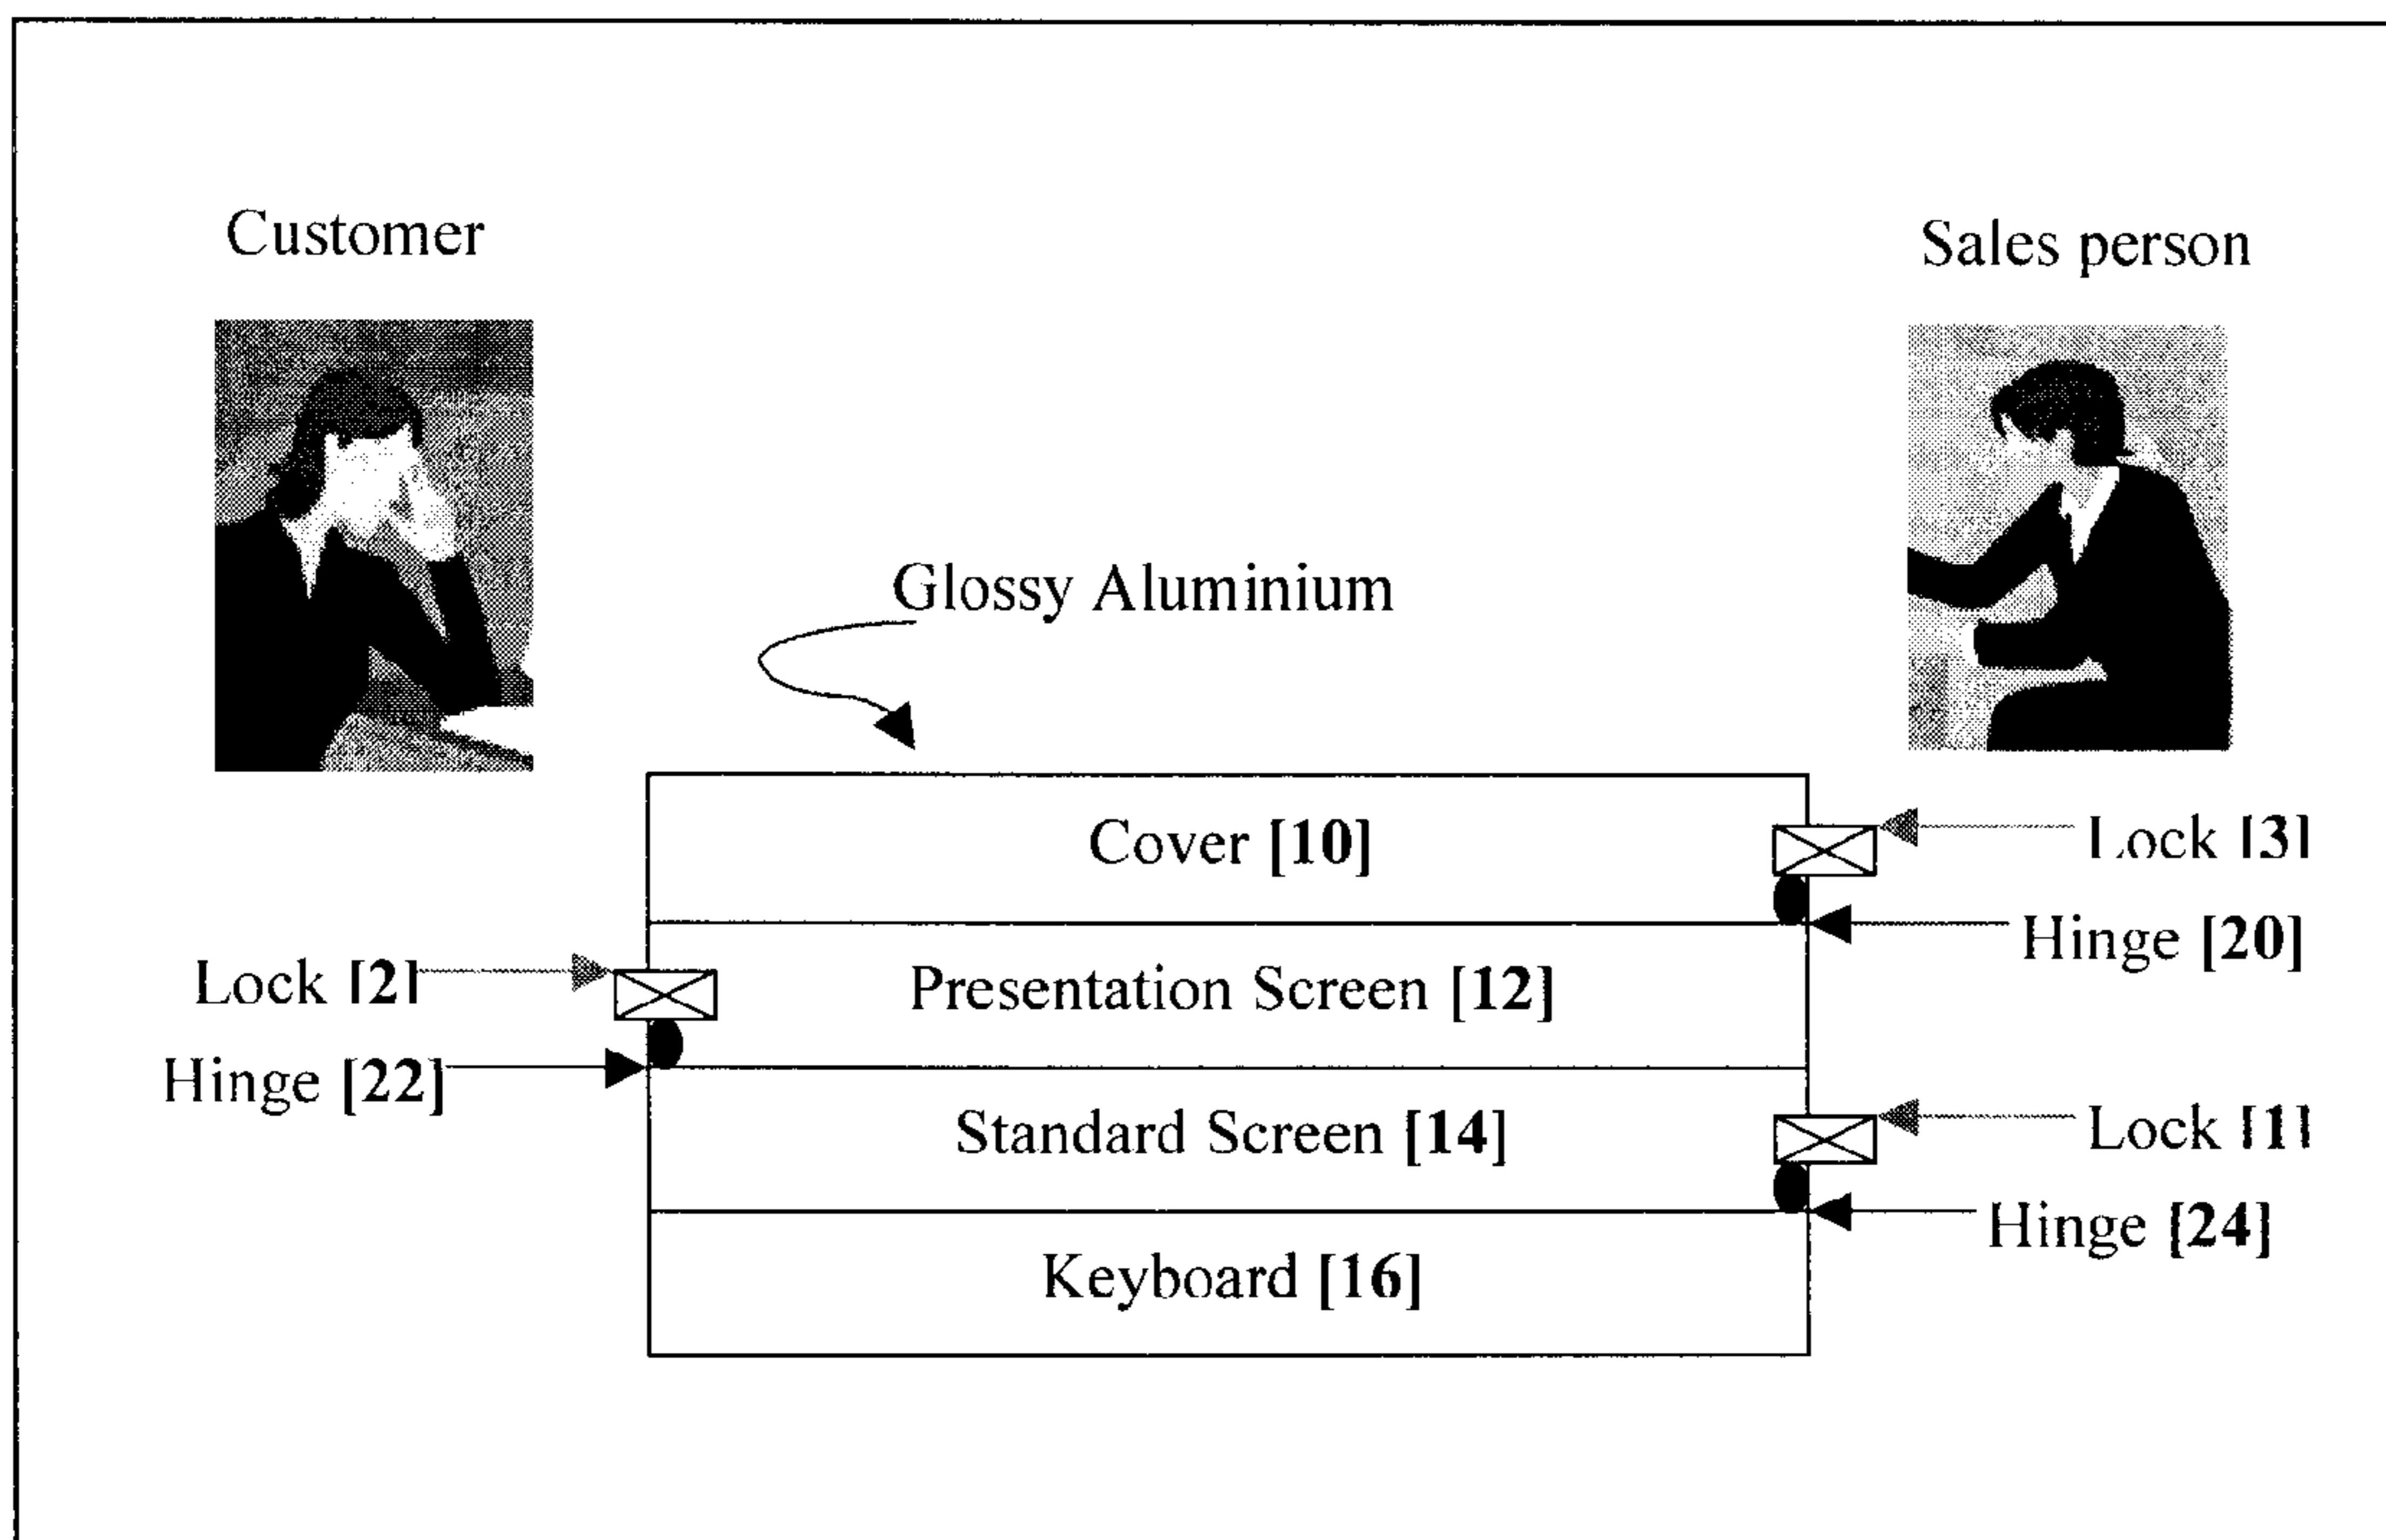 Customer
Sales person
Glossy Aluminium
Cover [10]
Lock [3]
Hinge [20]
Lock [2]
Presentation Screen [12]
Hinge [22]
Standard Screen [14]
Lock [1]
Hinge [24]
Keyboard [16]